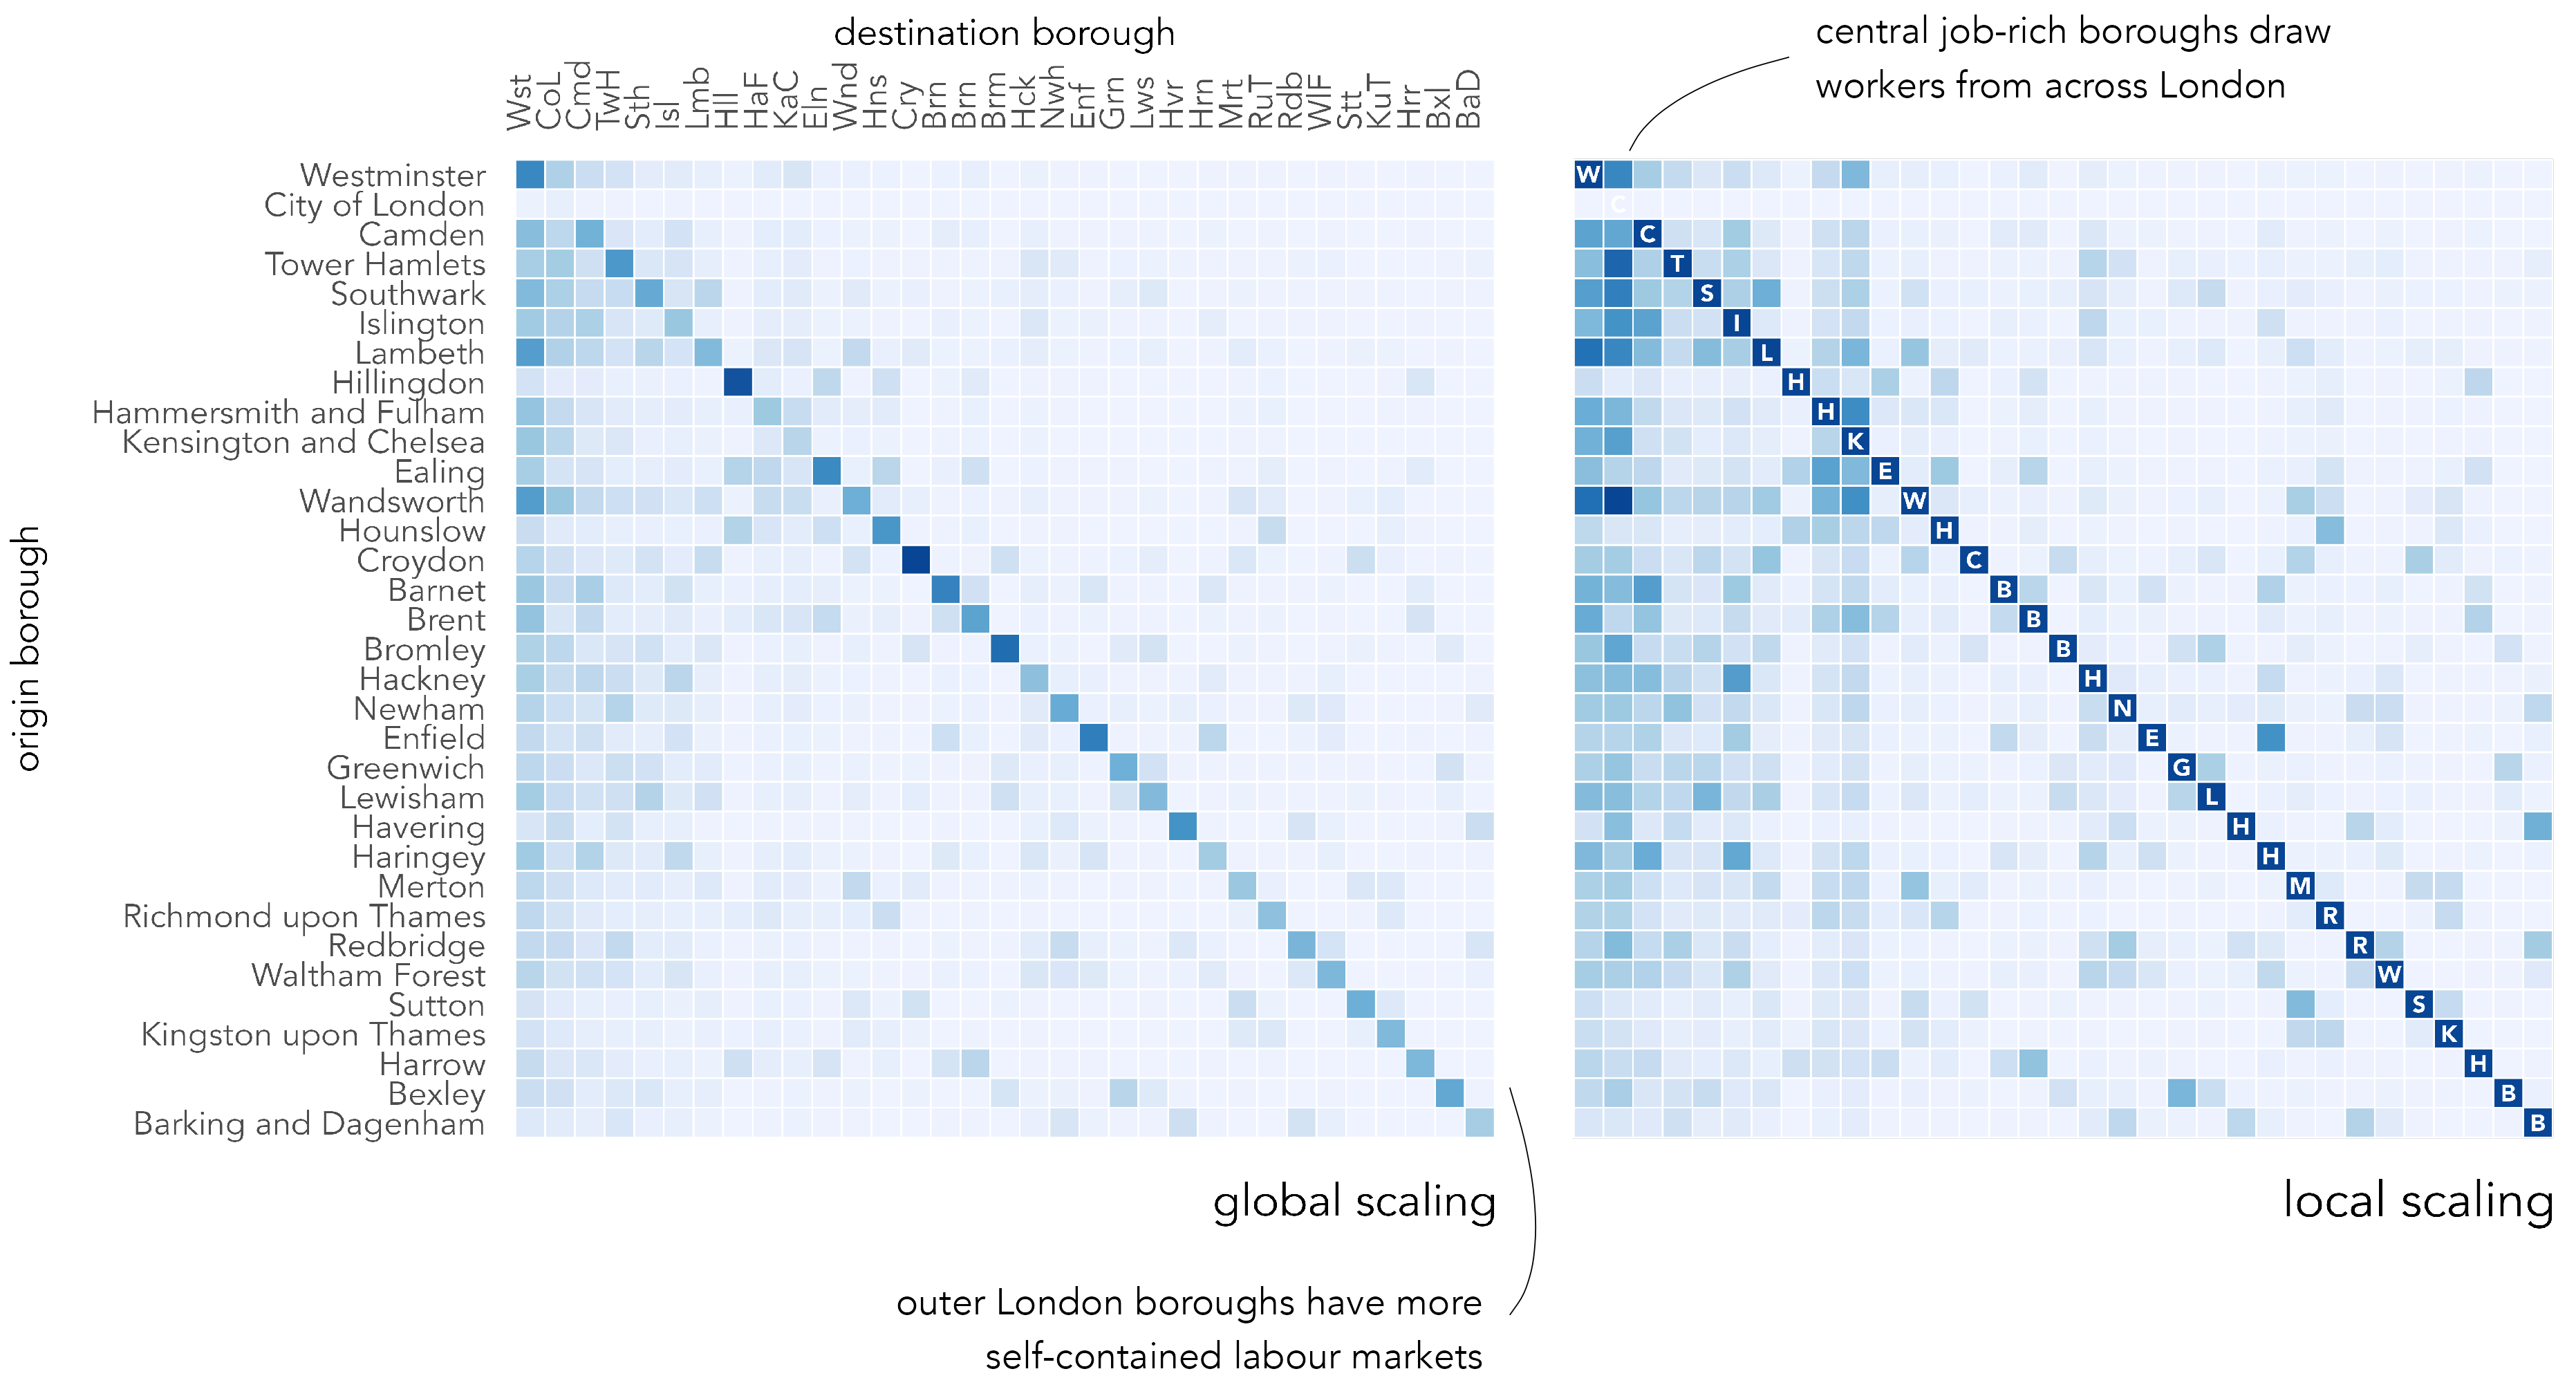 destination borough
central job-rich boroughs draw
workers from across London
Wst CoL Cmd TwH Sth Isl Lmb Hll HaF KaC Eln Wnd Hns Cry Brn Brn Brm Hck Nwh Enf Grn Lws Hvr Hrn Mrt RuT Rdb WlF Stt KuT Hrr Bxl BaD
origin borough
Westminster W
City of London C
Camden C
Tower Hamlets T
Southwark S
Islington I
Lambeth L
Hillingdon H
Hammersmith and Fulham H
Kensington and Chelsea K
Ealing E
Wandsworth W
Hounslow H
Croydon C
Barnet B
Brent B
Bromley B
Hackney H
Newham N
Enfield E
Greenwich G
Lewisham L
Havering H
Haringey H
Merton M
Richmond upon Thames R
Redbridge R
Waltham Forest W
Sutton S
Kingston upon Thames K
Harrow H
Bexley B
Barking and Dagenham B
global scaling
local scaling
outer London boroughs have more
self-contained labour markets